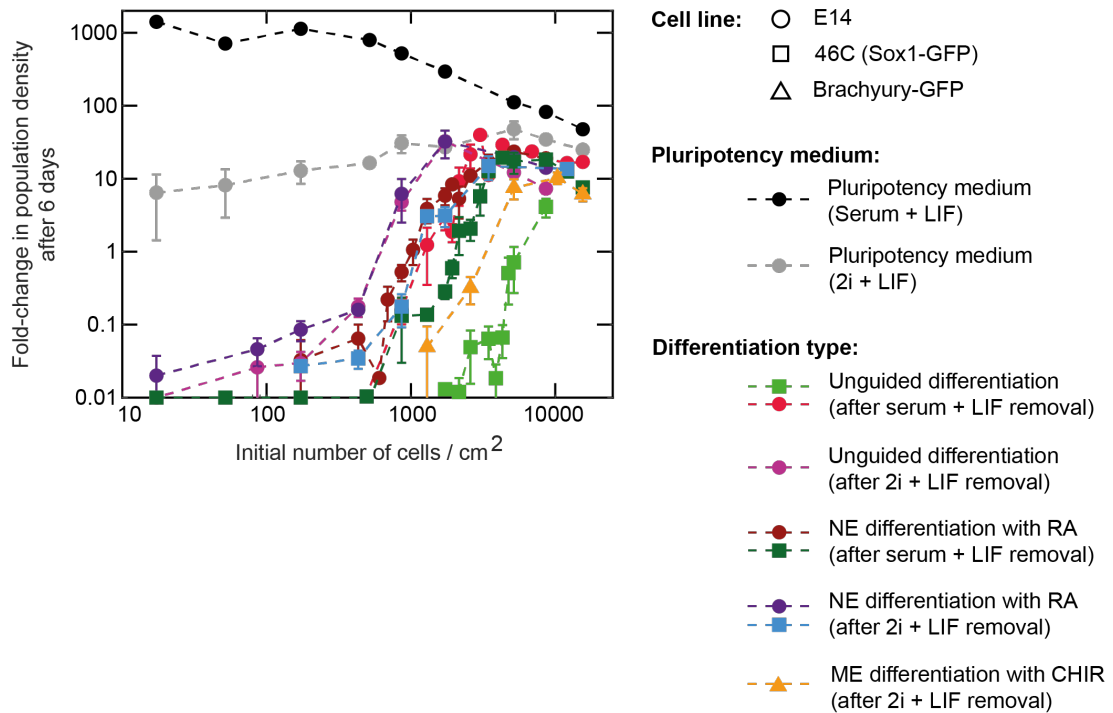 Fold-change in population density
after 6 days
1000
100
10
1
0.1
0.01
10
100
1000
10000
Initial number of cells / cm2
Cell line:
E14
46C (Sox1-GFP)
Brachyury-GFP
Pluripotency medium:
Pluripotency medium
(Serum + LIF)
Pluripotency medium
(2i + LIF)
Differentiation type:
Unguided differentiation
(after serum + LIF removal)
Unguided differentiation
(after 2i + LIF removal)
NE differentiation with RA
(after serum + LIF removal)
NE differentiation with RA
(after 2i + LIF removal)
ME differentiation with CHIR
(after 2i + LIF removal)